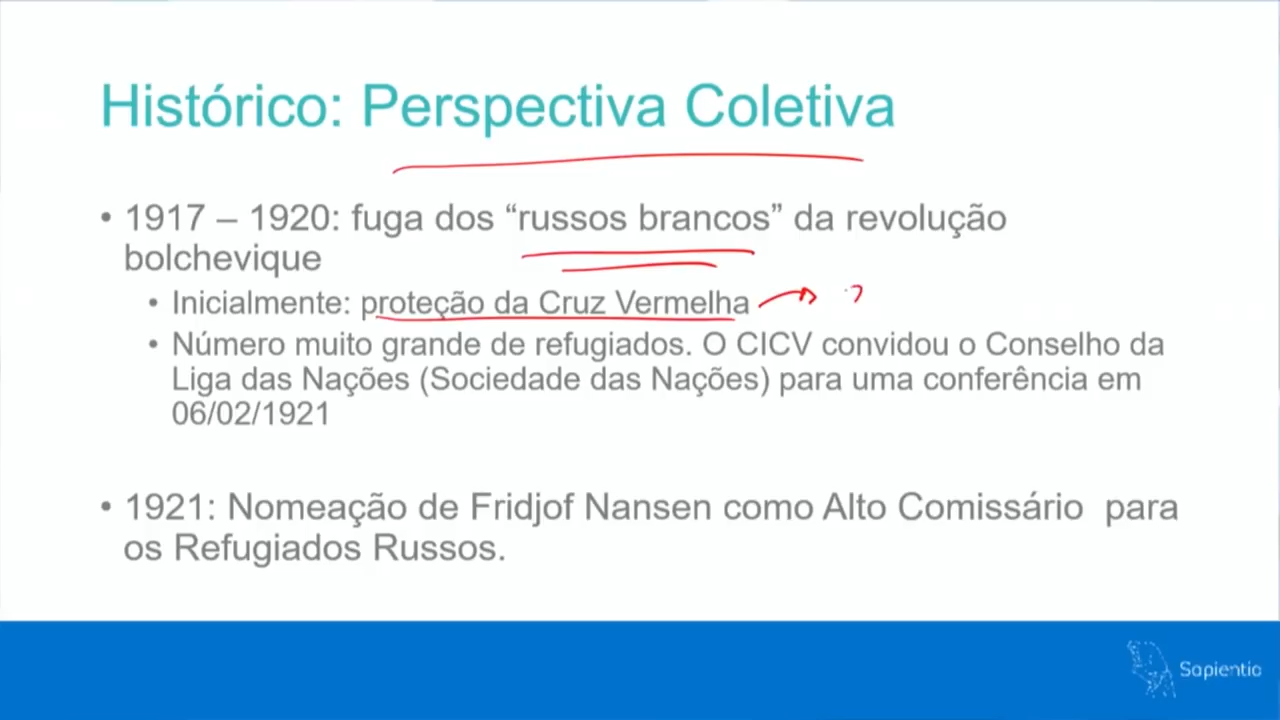 Histórico: Perspectiva Coletiva
• 1917 – 1920: fuga dos “russos brancos” da revolução
bolchevique
• Inicialmente: proteção da Cruz Vermelha
• Número muito grande de refugiados. O CICV convidou o Conselho da
Liga das Nações (Sociedade das Nações) para uma conferência em
06/02/1921
• 1921: Nomeação de Fridjof Nansen como Alto Comissário para
os Refugiados Russos.
Sapientia